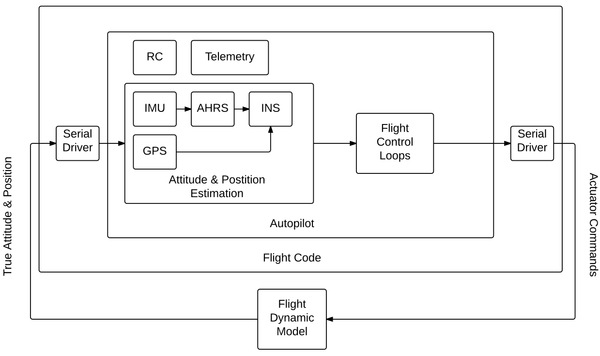 RC
Telemetry
IMU
AHRS
INS
GPS
Attitude & Postition
Estimation
Serial
Driver
Flight
Control
Loops
Serial
Driver
Autopilot
Flight Code
True Attitude & Position
Actuator Commands
Flight
Dynamic
Model